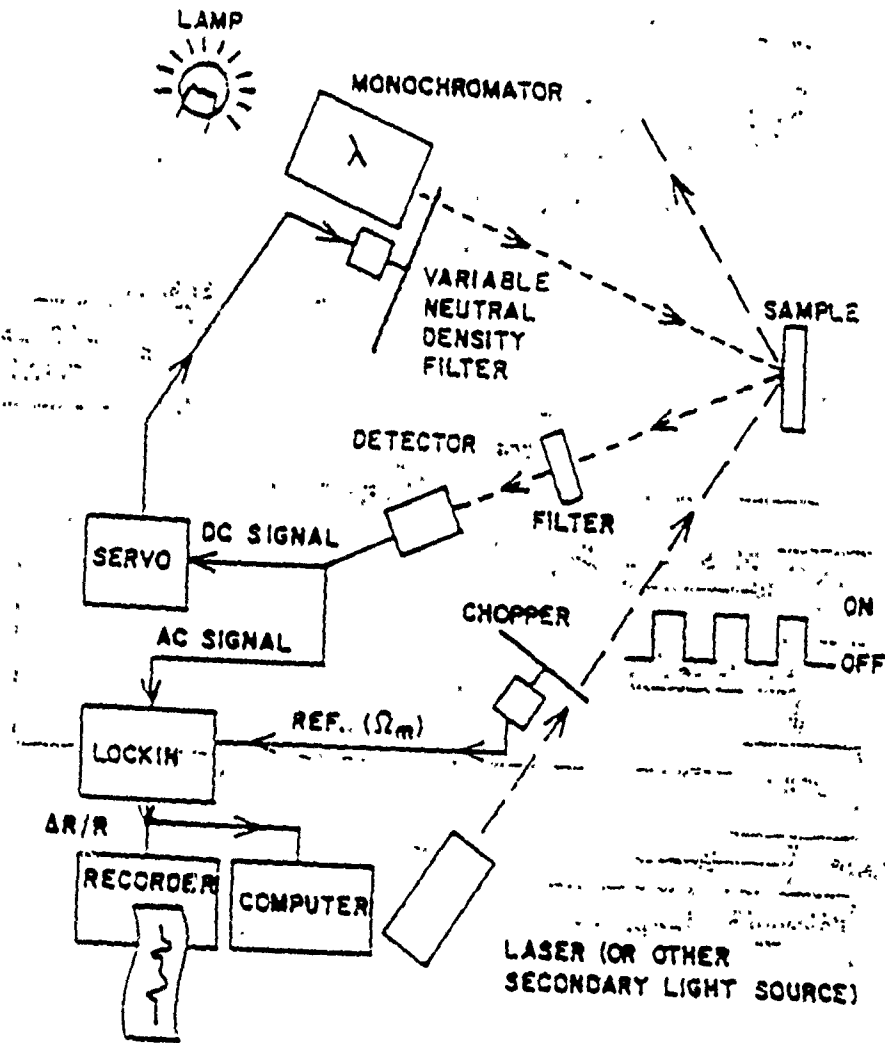 LAMP
MONOCHROMATOR
λ
VARIABLE
NEUTRAL
DENSITY
FILTER
SAMPLE
DETECTOR
FILTER
DC SIGNAL
SERVO
CHOPPER
ON
OFF
AC SIGNAL
REF. (Ωm)
LOCKIN
ΔR/R
RECORDER
COMPUTER
LASER (OR OTHER
SECONDARY LIGHT SOURCE)